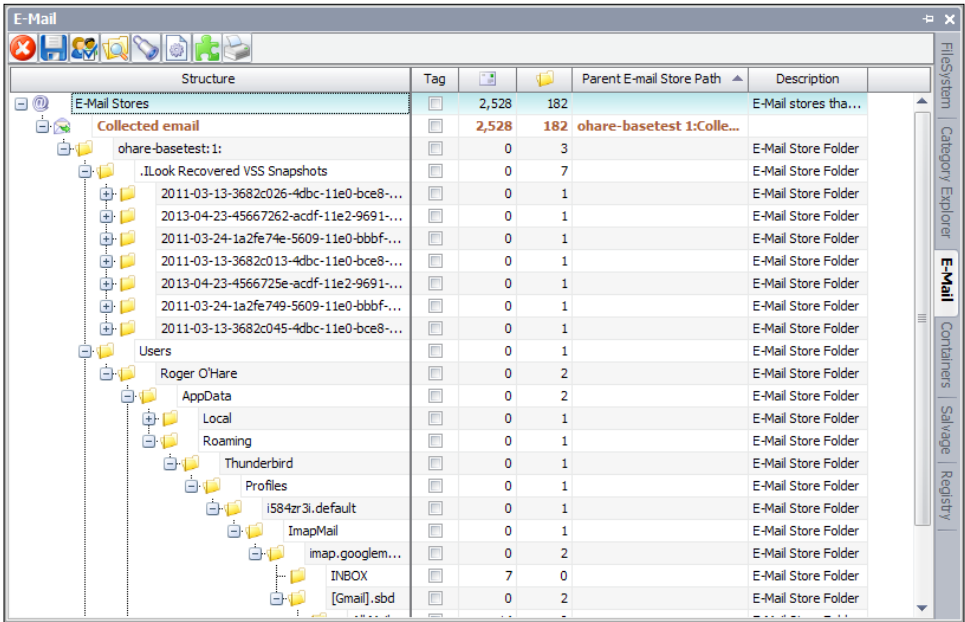 E-Mail
Structure Tag Parent E-mail Store Path Description
E-Mail Stores 2,528 182 E-Mail stores tha...
Collected email 2,528 182 ohare-basetest 1:Colle...
ohare-basetest: 1: 0 3 E-Mail Store Folder
.ILook Recovered VSS Snapshots 0 7 E-Mail Store Folder
2011-03-13-3682c026-4dbc-11e0-bce8-... 0 1 E-Mail Store Folder
2013-04-23-45667262-acdf-11e2-9691-... 0 1 E-Mail Store Folder
2011-03-24-1a2fe74e-5609-11e0-bbbf-... 0 1 E-Mail Store Folder
2011-03-13-3682c013-4dbc-11e0-bce8-... 0 1 E-Mail Store Folder
2013-04-23-4566725e-acdf-11e2-9691-... 0 1 E-Mail Store Folder
2011-03-24-1a2fe749-5609-11e0-bbbf-... 0 1 E-Mail Store Folder
2011-03-13-3682c045-4dbc-11e0-bce8-... 0 1 E-Mail Store Folder
Users 0 1 E-Mail Store Folder
Roger O'Hare 0 2 E-Mail Store Folder
AppData 0 2 E-Mail Store Folder
Local 0 1 E-Mail Store Folder
Roaming 0 1 E-Mail Store Folder
Thunderbird 0 1 E-Mail Store Folder
Profiles 0 1 E-Mail Store Folder
i584zr3i.default 0 1 E-Mail Store Folder
ImapMail 0 1 E-Mail Store Folder
imap.googlem... 0 2 E-Mail Store Folder
INBOX 7 0 E-Mail Store Folder
[Gmail].sbd 0 2 E-Mail Store Folder
FileSystem
Category Explorer
E-Mail
Containers
Salvage
Registry